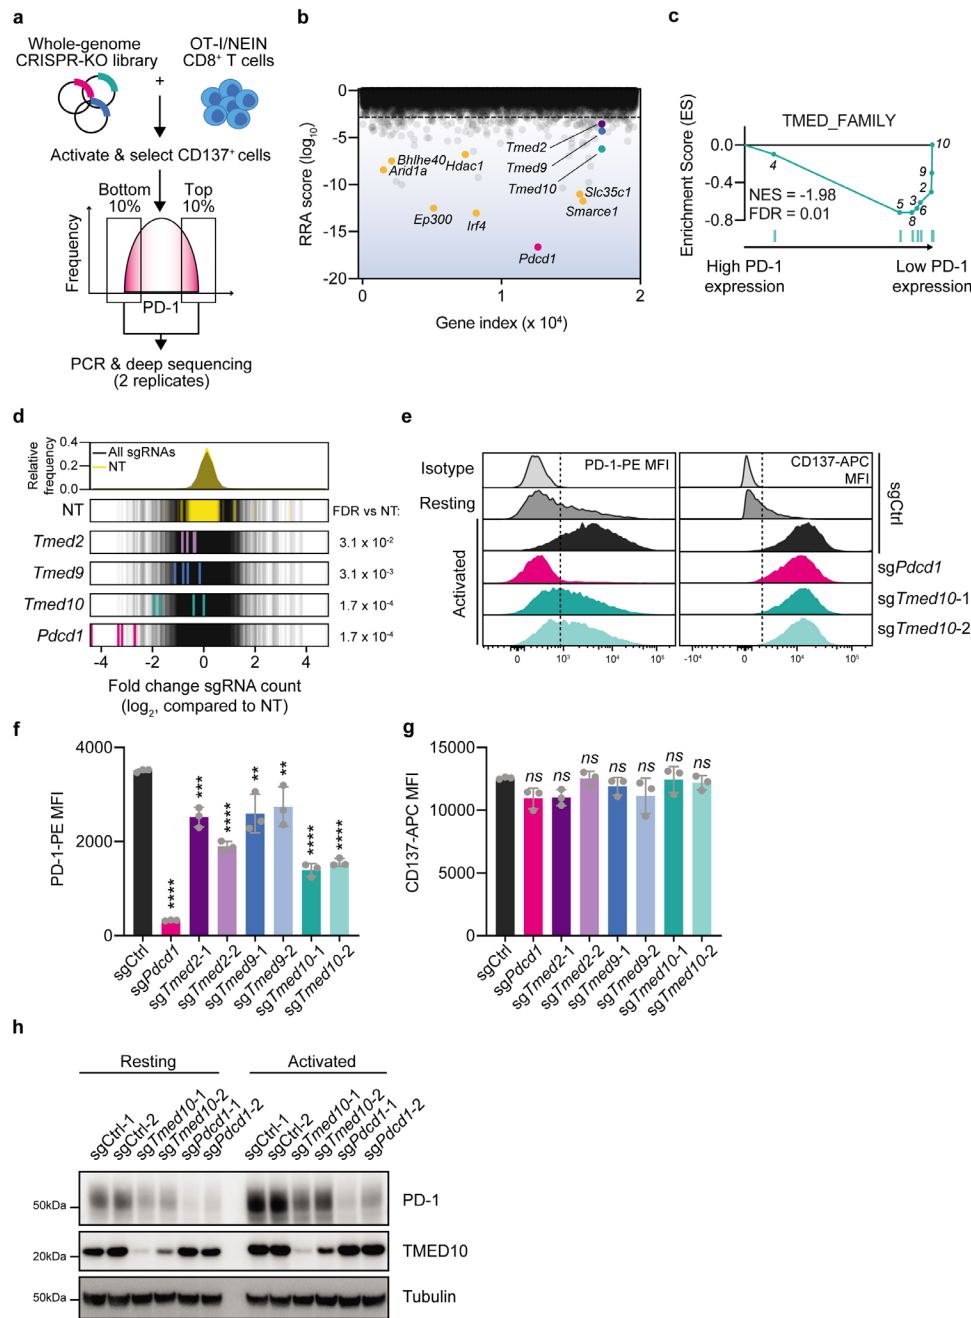 a
Whole-genome
CRISPR-KO library
+
OT-I/NEIN
CD8+ T cells
Activate & select CD137+ cells
Bottom
10%
Top
10%
Frequency
PD-1
PCR & deep sequencing
(2 replicates)
b
RRA score (log10)
0
-5
-10
-15
-20
Tmed2
Tmed9
Tmed10
Bhlhe40
Arid1a
Hdac1
Slc35c1
Smarce1
Ep300
Irf4
Pdcd1
0
1
2
Gene index (x 10⁴)
c
TMED_FAMILY
Enrichment Score (ES)
0.0
-0.4
-0.8
4
5
8
3
6
2
9
10
NES = -1.98
FDR = 0.01
High PD-1
expression
Low PD-1
expression
d
Relative
frequency
0.4
0.2
0.0
All sgRNAs
NT
NT
FDR vs NT:
Tmed2
3.1 x 10⁻²
Tmed9
3.1 x 10⁻³
Tmed10
1.7 x 10⁻⁴
Pdcd1
1.7 x 10⁻⁴
-4
-2
0
2
4
Fold change sgRNA count
(log2, compared to NT)
e
Isotype
Resting
Activated
PD-1-PE MFI
CD137-APC
MFI
sgCtrl
sgPdcd1
sgTmed10-1
sgTmed10-2
0
10³
10⁴
10⁵
-10⁴
0
10⁴
10⁵
f
PD-1-PE MFI
4000
2000
0
****
***
****
**
**
****
****
sgCtrl
sgPdcd1
sgTmed2-1
sgTmed2-2
sgTmed9-1
sgTmed9-2
sgTmed10-1
sgTmed10-2
g
CD137-APC MFI
15000
10000
5000
0
ns
ns
ns
ns
ns
ns
ns
sgCtrl
sgPdcd1
sgTmed2-1
sgTmed2-2
sgTmed9-1
sgTmed9-2
sgTmed10-1
sgTmed10-2
h
Resting
Activated
sgCtrl-1
sgCtrl-2
sgTmed10-1
sgTmed10-2
sgPdcd1-1
sgPdcd1-2
sgCtrl-1
sgCtrl-2
sgTmed10-1
sgTmed10-2
sgPdcd1-1
sgPdcd1-2
50kDa
PD-1
20kDa
TMED10
50kDa
Tubulin